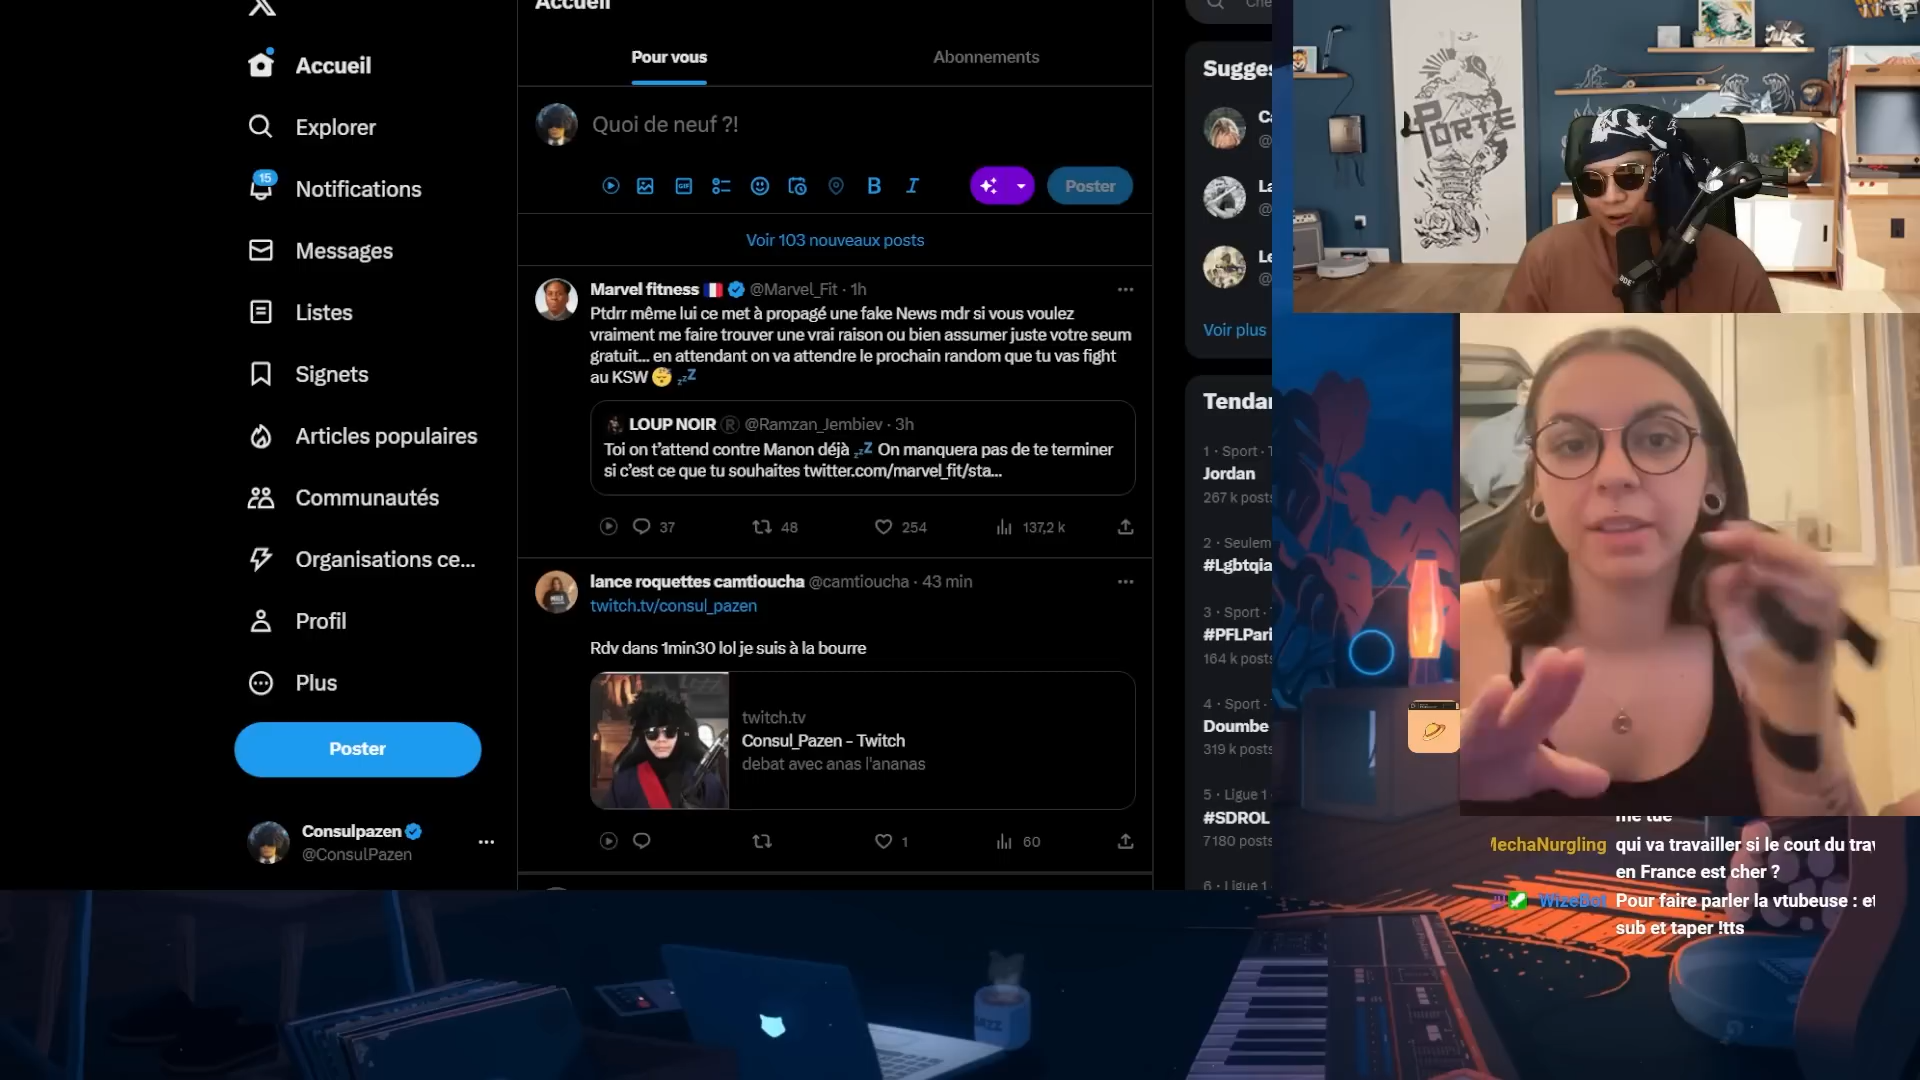 Accueil
Explorer
15
Notifications
Messages
Listes
Signets
Articles populaires
Communautés
Organisations ce...
Profil
Plus
Poster
Consulpazen
@ConsulPazen
Accueil
Pour vous
Abonnements
Quoi de neuf ?!
GIF
B I
Poster
Voir 103 nouveaux posts
Marvel fitness @Marvel_Fit · 1h
Ptdrr même lui ce met à propagé une fake News mdr si vous voulez
vraiment me faire trouver une vrai raison ou bien assumer juste votre seum
gratuit... en attendant on va attendre le prochain random que tu vas fight
au KSW 😴 💤
LOUP NOIR Ⓡ @Ramzan_Jembiev · 3h
Toi on t'attend contre Manon déjà 💤 On manquera pas de te terminer
si c'est ce que tu souhaites twitter.com/marvel_fit/sta...
37
48
254
137,2 k
lance roquettes camtioucha @camtioucha · 43 min
twitch.tv/consul_pazen
Rdv dans 1min30 lol je suis à la bourre
twitch.tv
Consul_Pazen - Twitch
debat avec anas l'ananas
1
60
Che
Sugges
Ca
@
La
@
Le
@
Voir plus
Tendan
1 · Sport · T
Jordan
267 k posts
2 · Seulem
#Lgbtqia
3 · Sport · T
#PFLPari
164 k posts
4 · Sport · T
Doumbe
319 k posts
5 · Ligue 1 ·
#SDROL
7180 posts
6 · Ligue 1 ·
PORTE
me tue
MechaNurgling qui va travailler si le cout du trav
en France est cher ?
WizeBot Pour faire parler la vtubeuse : et
sub et taper !tts
JAZZ